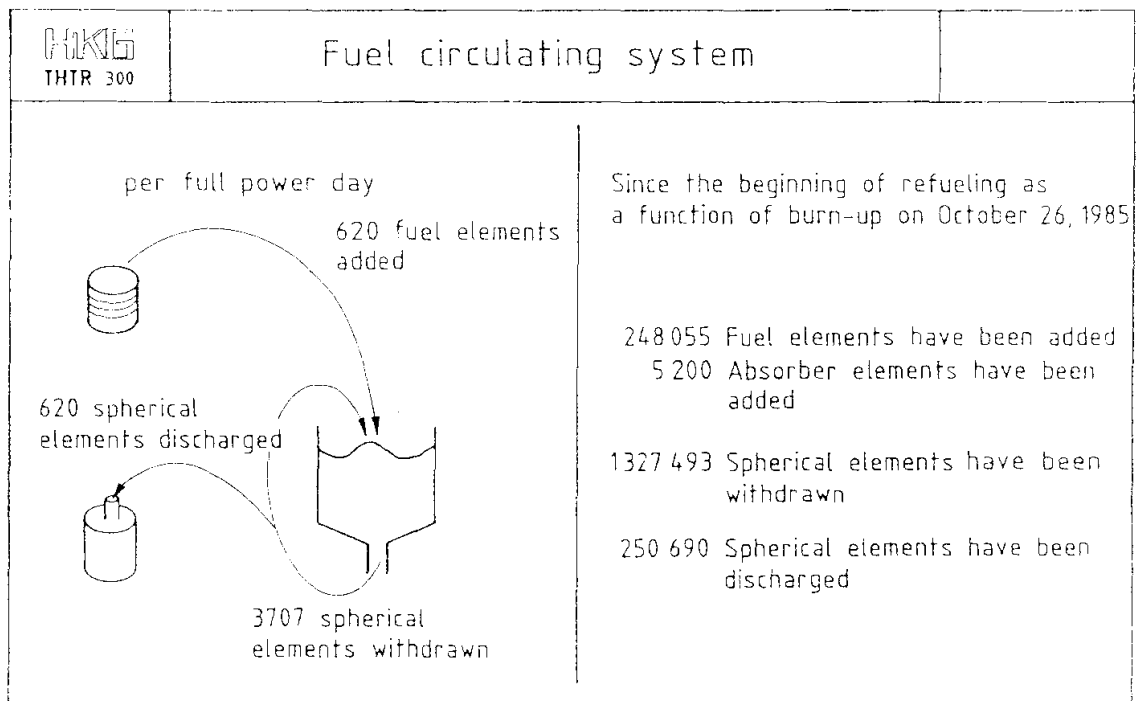 HKG
THTR 300
Fuel circulating system
per full power day
620 fuel elements
added
620 spherical
elements discharged
3707 spherical
elements withdrawn
Since the beginning of refueling as
a function of burn-up on October 26, 1985
248 055 Fuel elements have been added
5 200 Absorber elements have been
added
1327 493 Spherical elements have been
withdrawn
250 690 Spherical elements have been
discharged